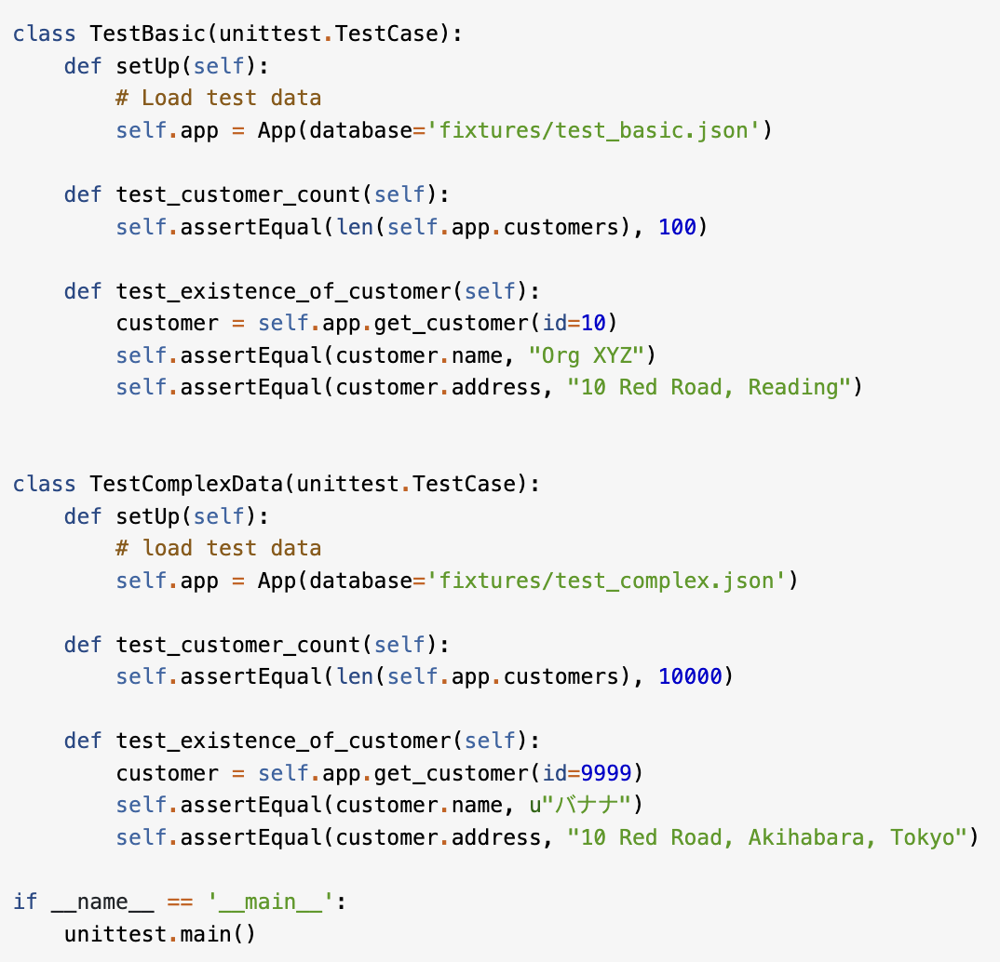 class TestBasic(unittest.TestCase):
    def setUp(self):
        # Load test data
        self.app = App(database='fixtures/test_basic.json')

    def test_customer_count(self):
        self.assertEqual(len(self.app.customers), 100)

    def test_existence_of_customer(self):
        customer = self.app.get_customer(id=10)
        self.assertEqual(customer.name, "Org XYZ")
        self.assertEqual(customer.address, "10 Red Road, Reading")


class TestComplexData(unittest.TestCase):
    def setUp(self):
        # load test data
        self.app = App(database='fixtures/test_complex.json')

    def test_customer_count(self):
        self.assertEqual(len(self.app.customers), 10000)

    def test_existence_of_customer(self):
        customer = self.app.get_customer(id=9999)
        self.assertEqual(customer.name, u"バナナ")
        self.assertEqual(customer.address, "10 Red Road, Akihabara, Tokyo")

if __name__ == '__main__':
    unittest.main()